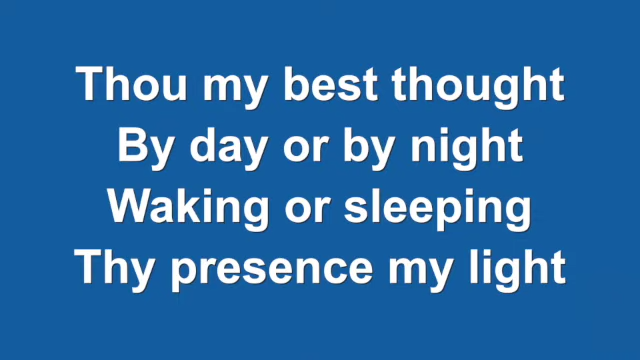 Thou my best thought
By day or by night
Waking or sleeping
Thy presence my light